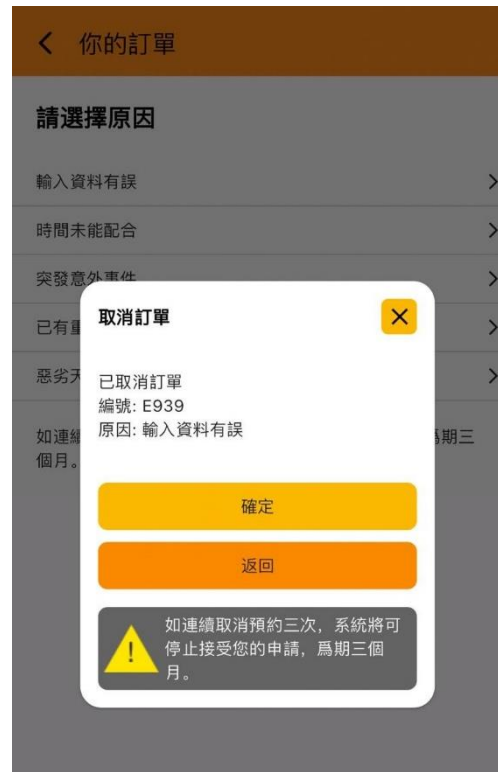 你的訂單
請選擇原因
輸入資料有誤
時間未能配合
突發意外事件
已有重
惡劣天
如連續
期三
個月。
取消訂單
已取消訂單
編號: E939
原因: 輸入資料有誤
確定
返回
如連續取消預約三次，系統將可
停止接受您的申請，爲期三個
月。